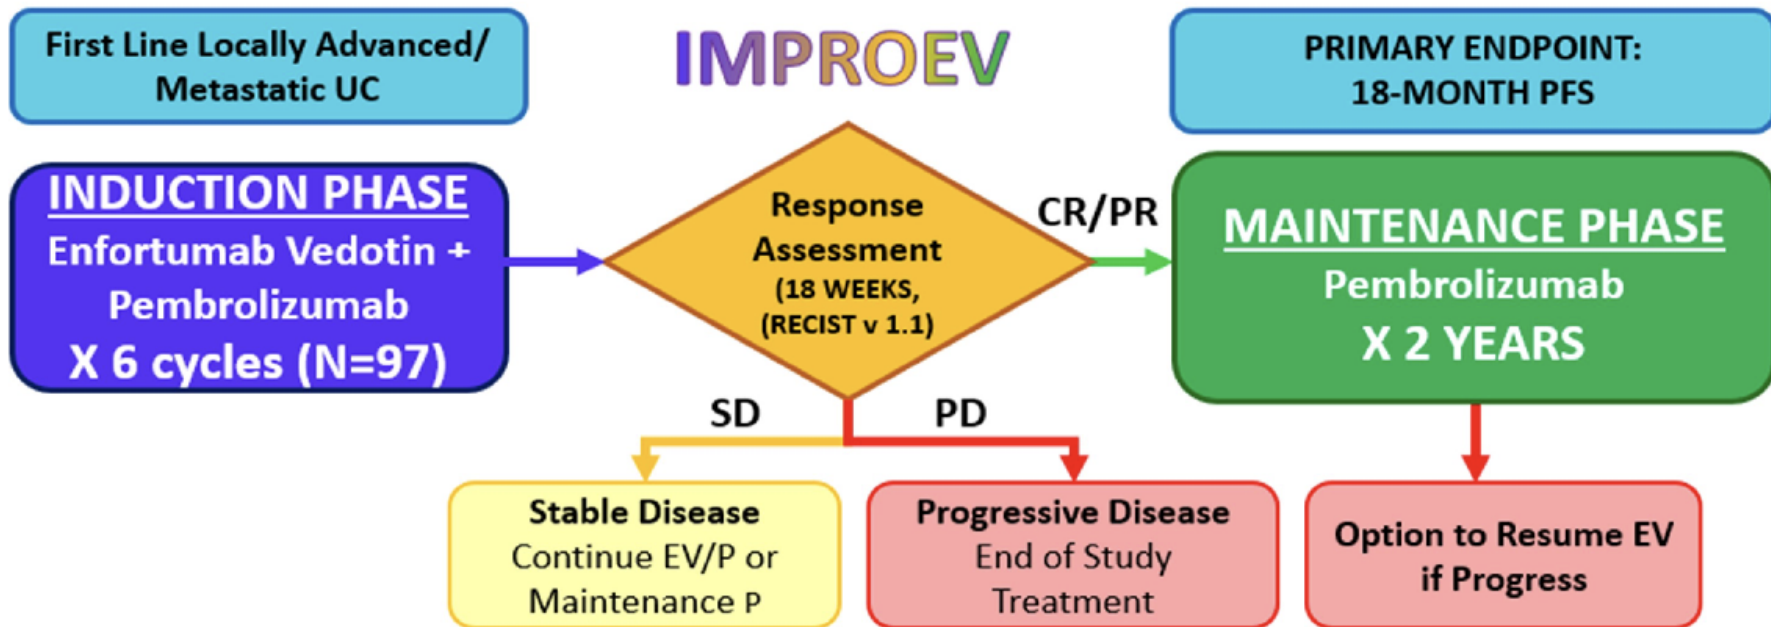 First Line Locally Advanced/
Metastatic UC
IMPROEV
PRIMARY ENDPOINT:
18-MONTH PFS
INDUCTION PHASE
Enfortumab Vedotin +
Pembrolizumab
X 6 cycles (N=97)
Response
Assessment
(18 WEEKS,
(RECIST v 1.1)
CR/PR
MAINTENANCE PHASE
Pembrolizumab
X 2 YEARS
SD
PD
Stable Disease
Continue EV/P or
Maintenance P
Progressive Disease
End of Study
Treatment
Option to Resume EV
if Progress